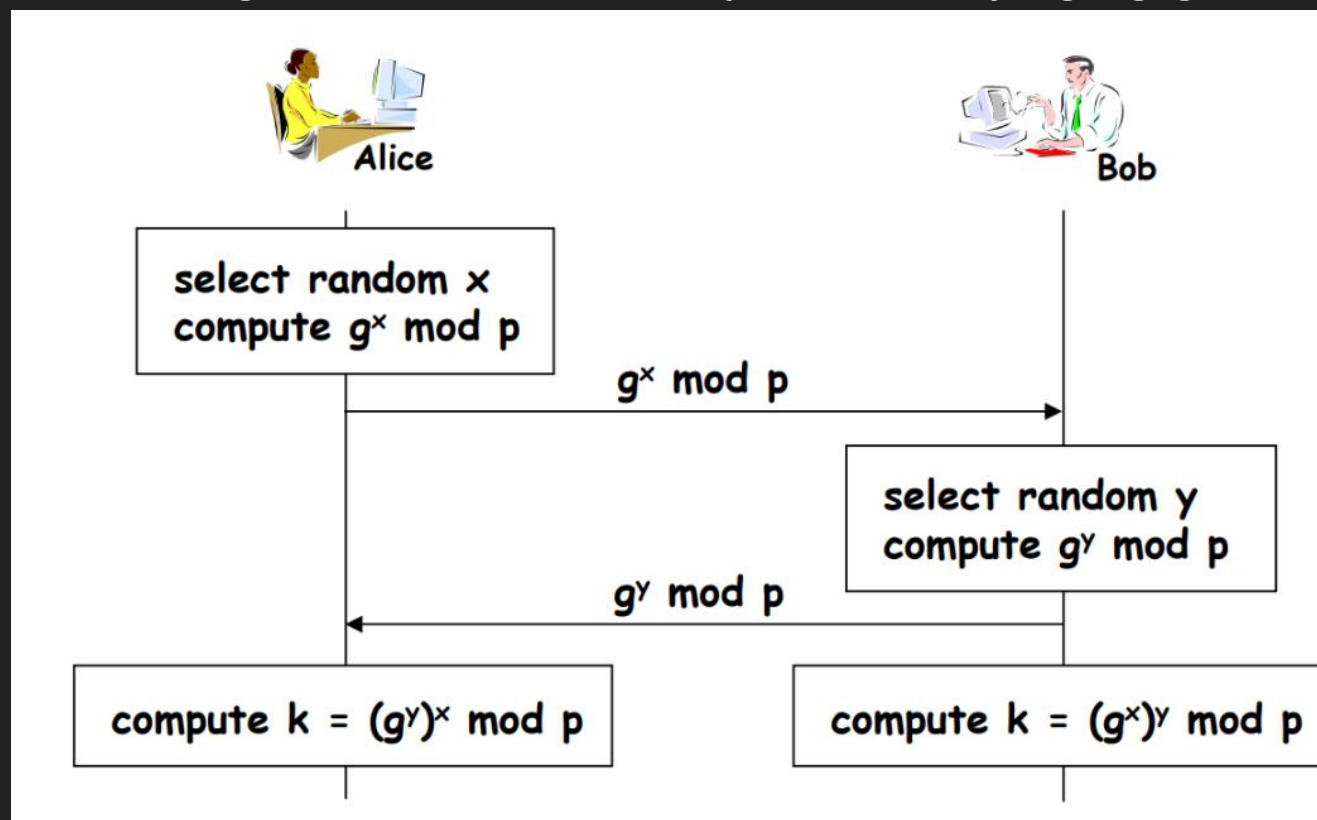 Alice
Bob
select random x
compute gˣ mod p
gˣ mod p
select random y
compute gʸ mod p
gʸ mod p
compute k = (gʸ)ˣ mod p
compute k = (gˣ)ʸ mod p